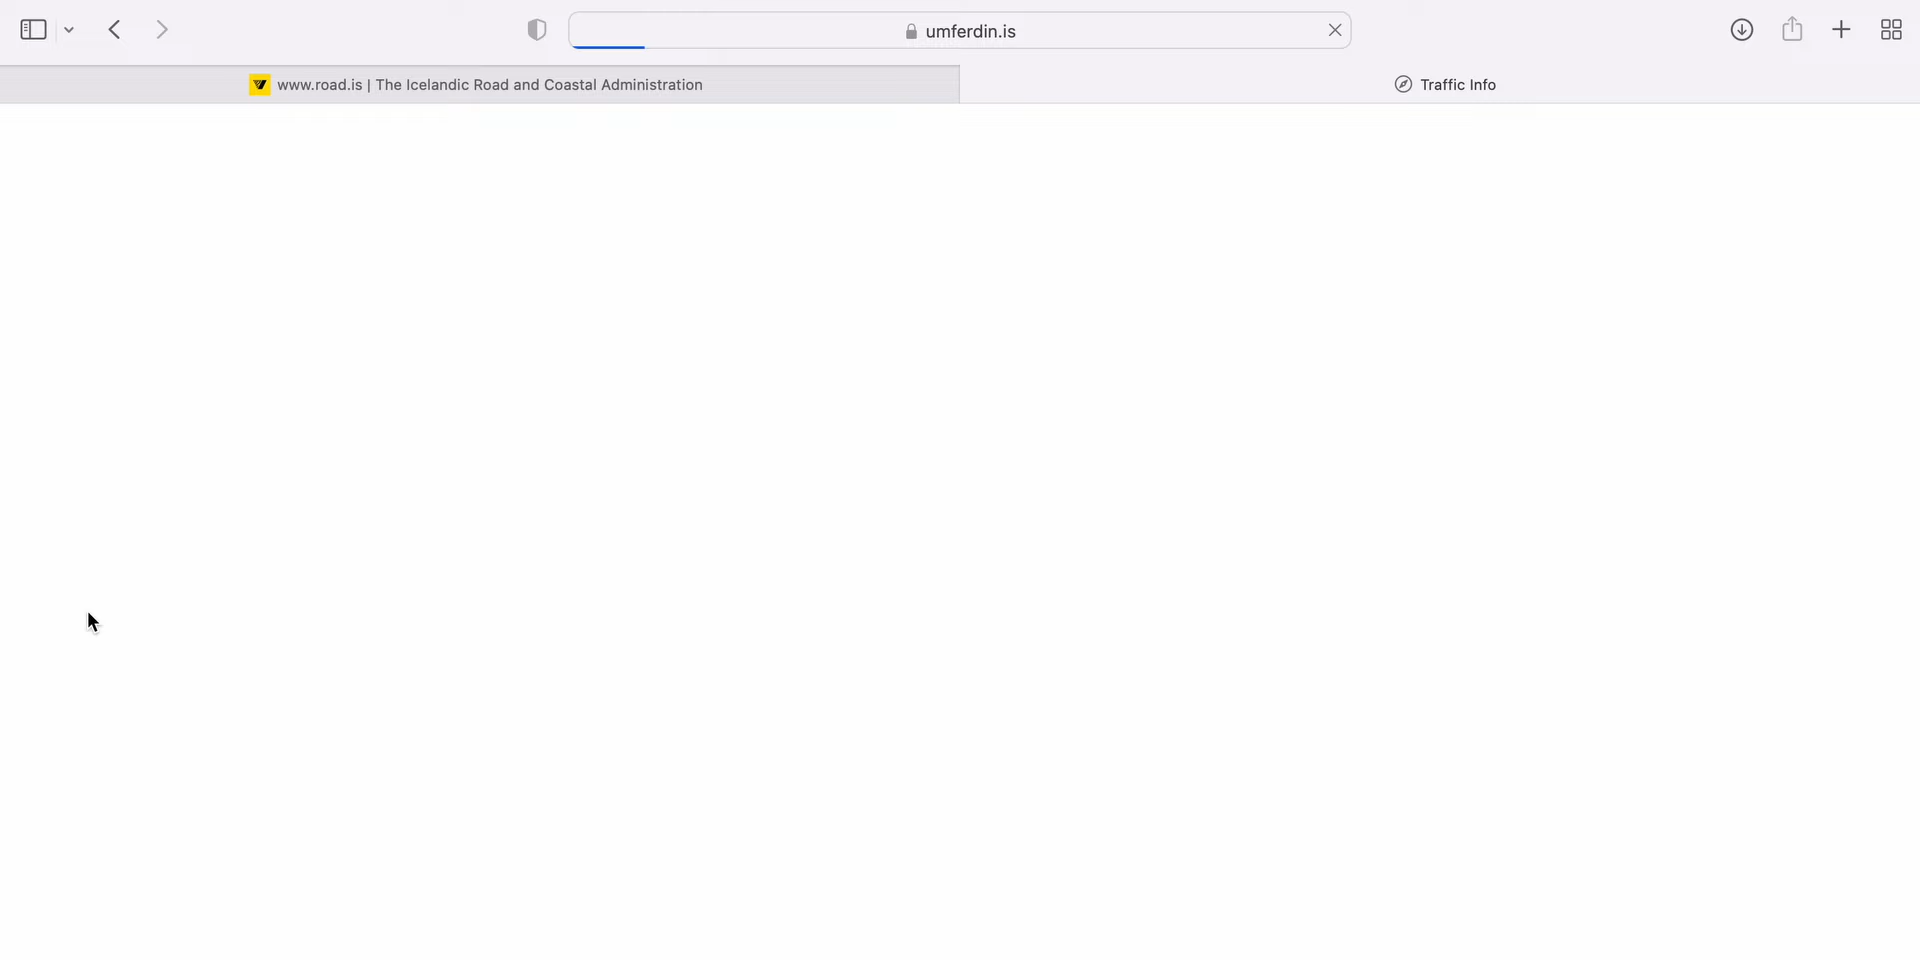 umferdin.is
www.road.is | The Icelandic Road and Coastal Administration
Traffic Info